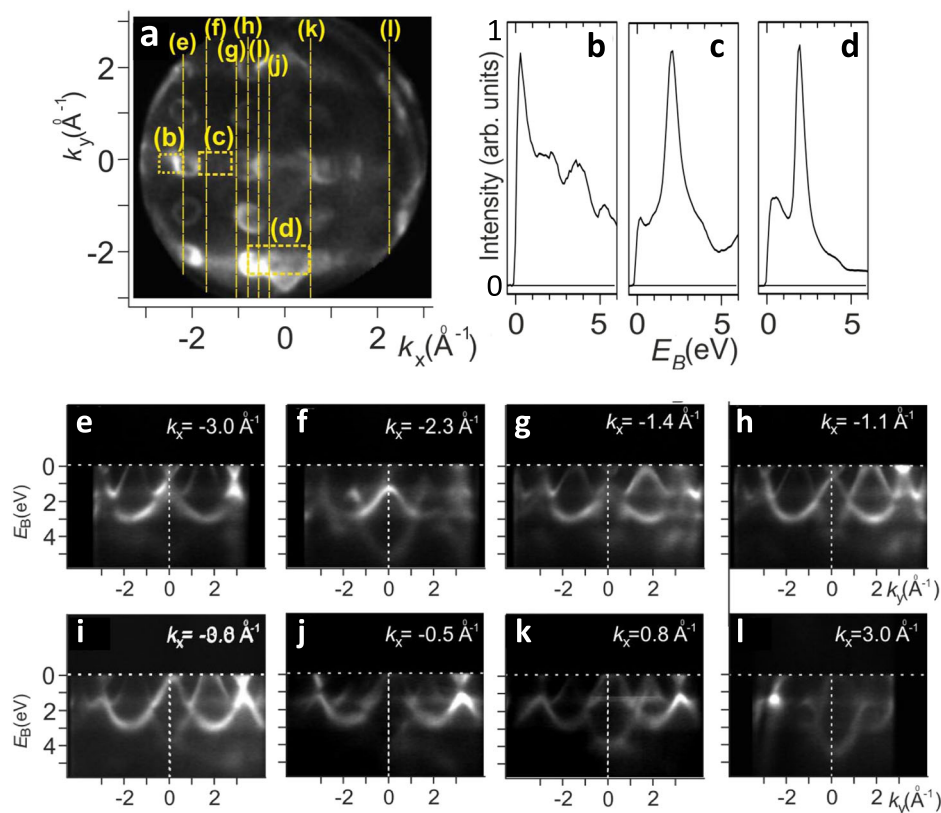 a
(e)
(f)
(h)
(g)
(l)
(j)
(k)
(l)
(b)
(c)
(d)
2
0
-2
ky(Å-1)
-2
0
2
kx(Å-1)
b
c
d
1
0
Intensity (arb. units)
0
5
0
5
0
5
EB(eV)
e
kx= -3.0 Å-1
f
kx= -2.3 Å-1
g
kx= -1.4 Å-1
h
kx= -1.1 Å-1
EB(eV)
0
2
4
-2
0
2
-2
0
2
-2
0
2
-2
0
2
ky(Å-1)
i
j
kx= -0.5 Å-1
k
kx=0.8 Å-1
l
kx=3.0 Å-1
EB(eV)
0
2
4
-2
0
2
-2
0
2
-2
0
2
-2
0
2
ky(Å-1)